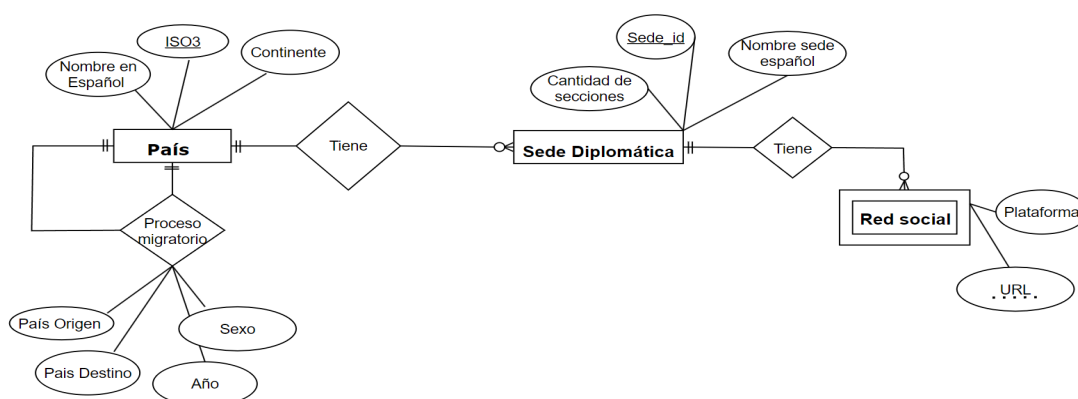 ISO3
Nombre en
Español
Continente
Sede_id
Nombre sede
español
Cantidad de
secciones
País
Tiene
Sede Diplomática
Tiene
Red social
Plataforma
URL
Proceso
migratorio
País Origen
Sexo
Pais Destino
Año